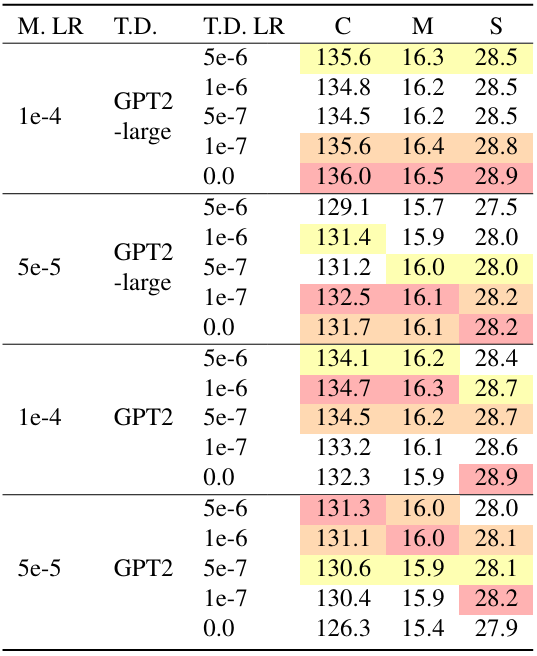 M. LR T.D. T.D. LR C M S
5e-6 135.6 16.3 28.5
1e-6 134.8 16.2 28.5
1e-4 GPT2 -large 5e-7 134.5 16.2 28.5
1e-7 135.6 16.4 28.8
0.0 136.0 16.5 28.9
5e-6 129.1 15.7 27.5
1e-6 131.4 15.9 28.0
5e-5 GPT2 -large 5e-7 131.2 16.0 28.0
1e-7 132.5 16.1 28.2
0.0 131.7 16.1 28.2
5e-6 134.1 16.2 28.4
1e-6 134.7 16.3 28.7
1e-4 GPT2 5e-7 134.5 16.2 28.7
1e-7 133.2 16.1 28.6
0.0 132.3 15.9 28.9
5e-6 131.3 16.0 28.0
1e-6 131.1 16.0 28.1
5e-5 GPT2 5e-7 130.6 15.9 28.1
1e-7 130.4 15.9 28.2
0.0 126.3 15.4 27.9